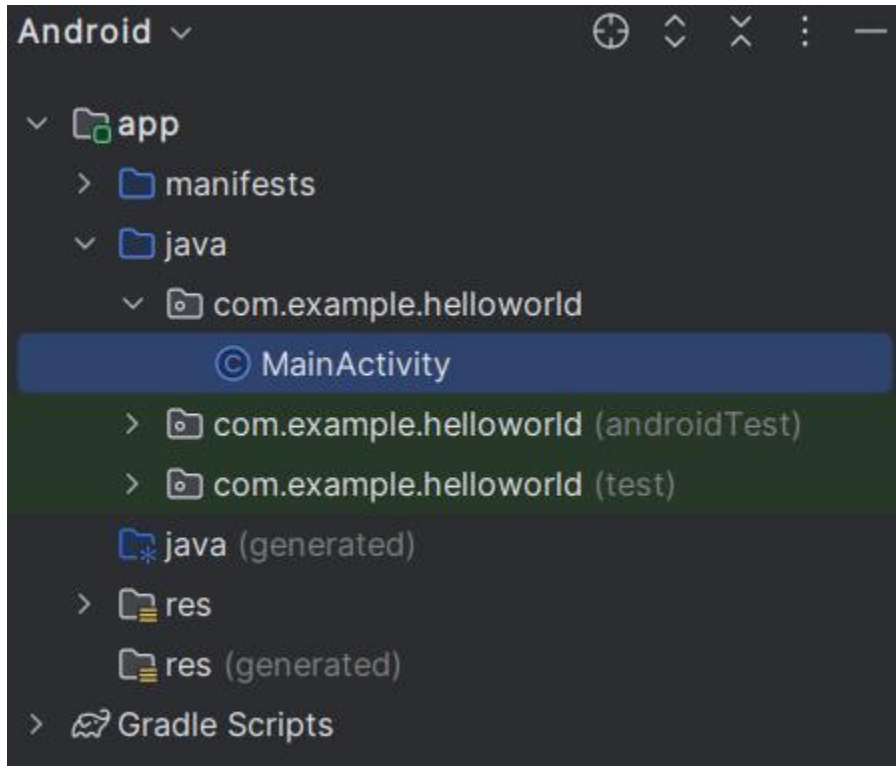 Android
app
manifests
java
com.example.helloworld
C MainActivity
com.example.helloworld (androidTest)
com.example.helloworld (test)
java (generated)
res
res (generated)
Gradle Scripts